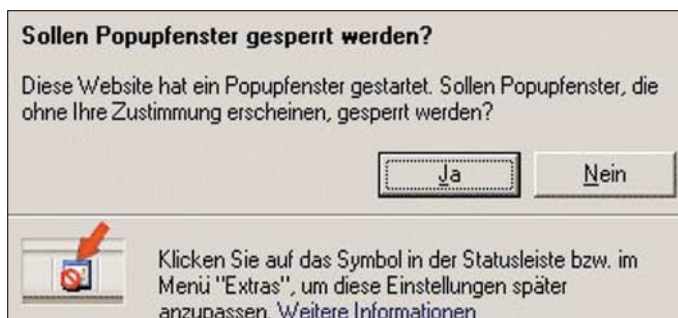 Sollen Popupfenster gesperrt werden?
Diese Website hat ein Popupfenster gestartet. Sollen Popupfenster, die
ohne Ihre Zustimmung erscheinen, gesperrt werden?
Ja
Nein
Klicken Sie auf das Symbol in der Statusleiste bzw. im
Menü "Extras", um diese Einstellungen später
anzupassen. Weitere Informationen